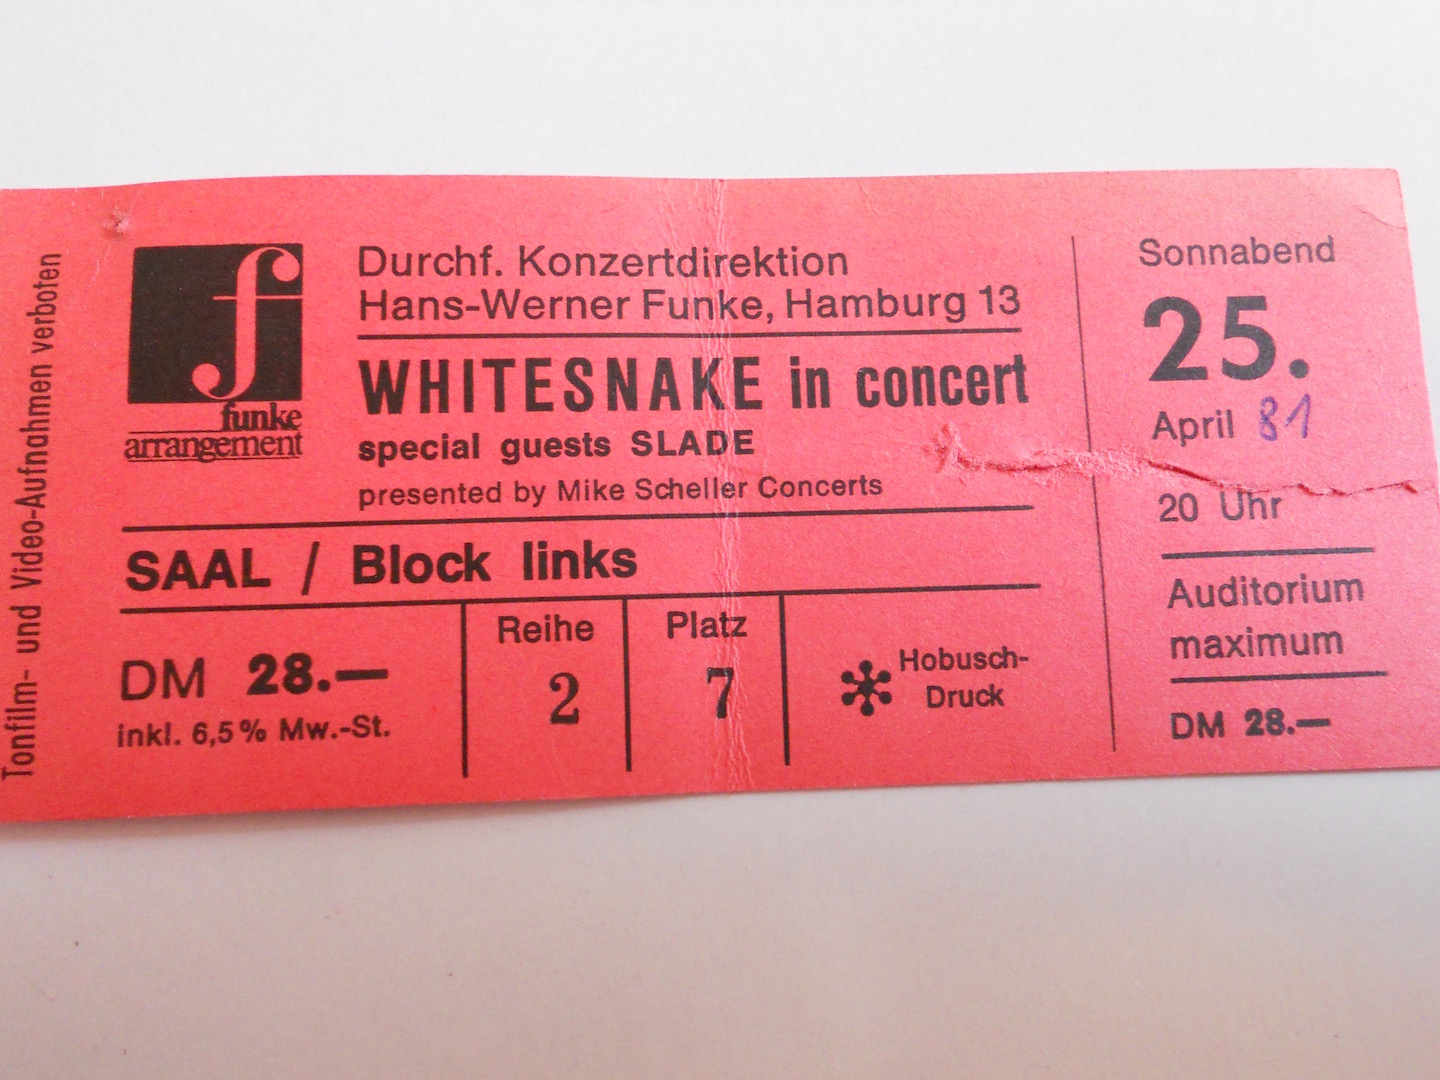 Tonfilm- und Video-Aufnahmen verboten
f
funke
arrangement
Durchf. Konzertdirektion
Hans-Werner Funke, Hamburg 13
WHITESNAKE in concert
special guests SLADE
presented by Mike Scheller Concerts
SAAL / Block links
DM 28.—
inkl. 6,5% Mw.-St.
Reihe
2
Platz
7
Hobusch-
Druck
Sonnabend
25.
April 81
20 Uhr
Auditorium
maximum
DM 28.—